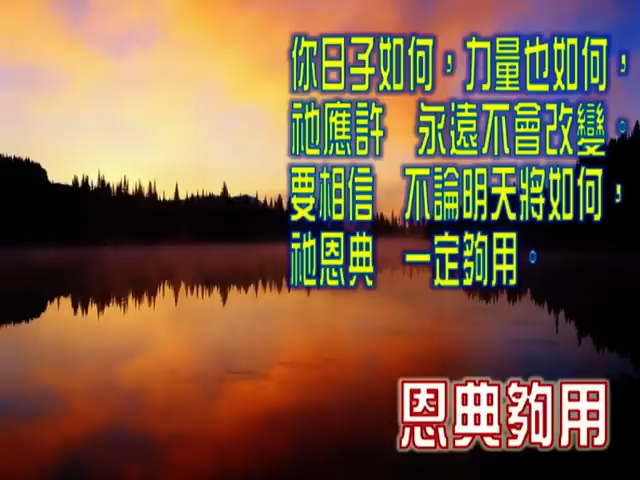 你日子如何，力量也如何，
祂應許　永遠不會改變。
要相信　不論明天將如何，
祂恩典　一定夠用。
恩典夠用